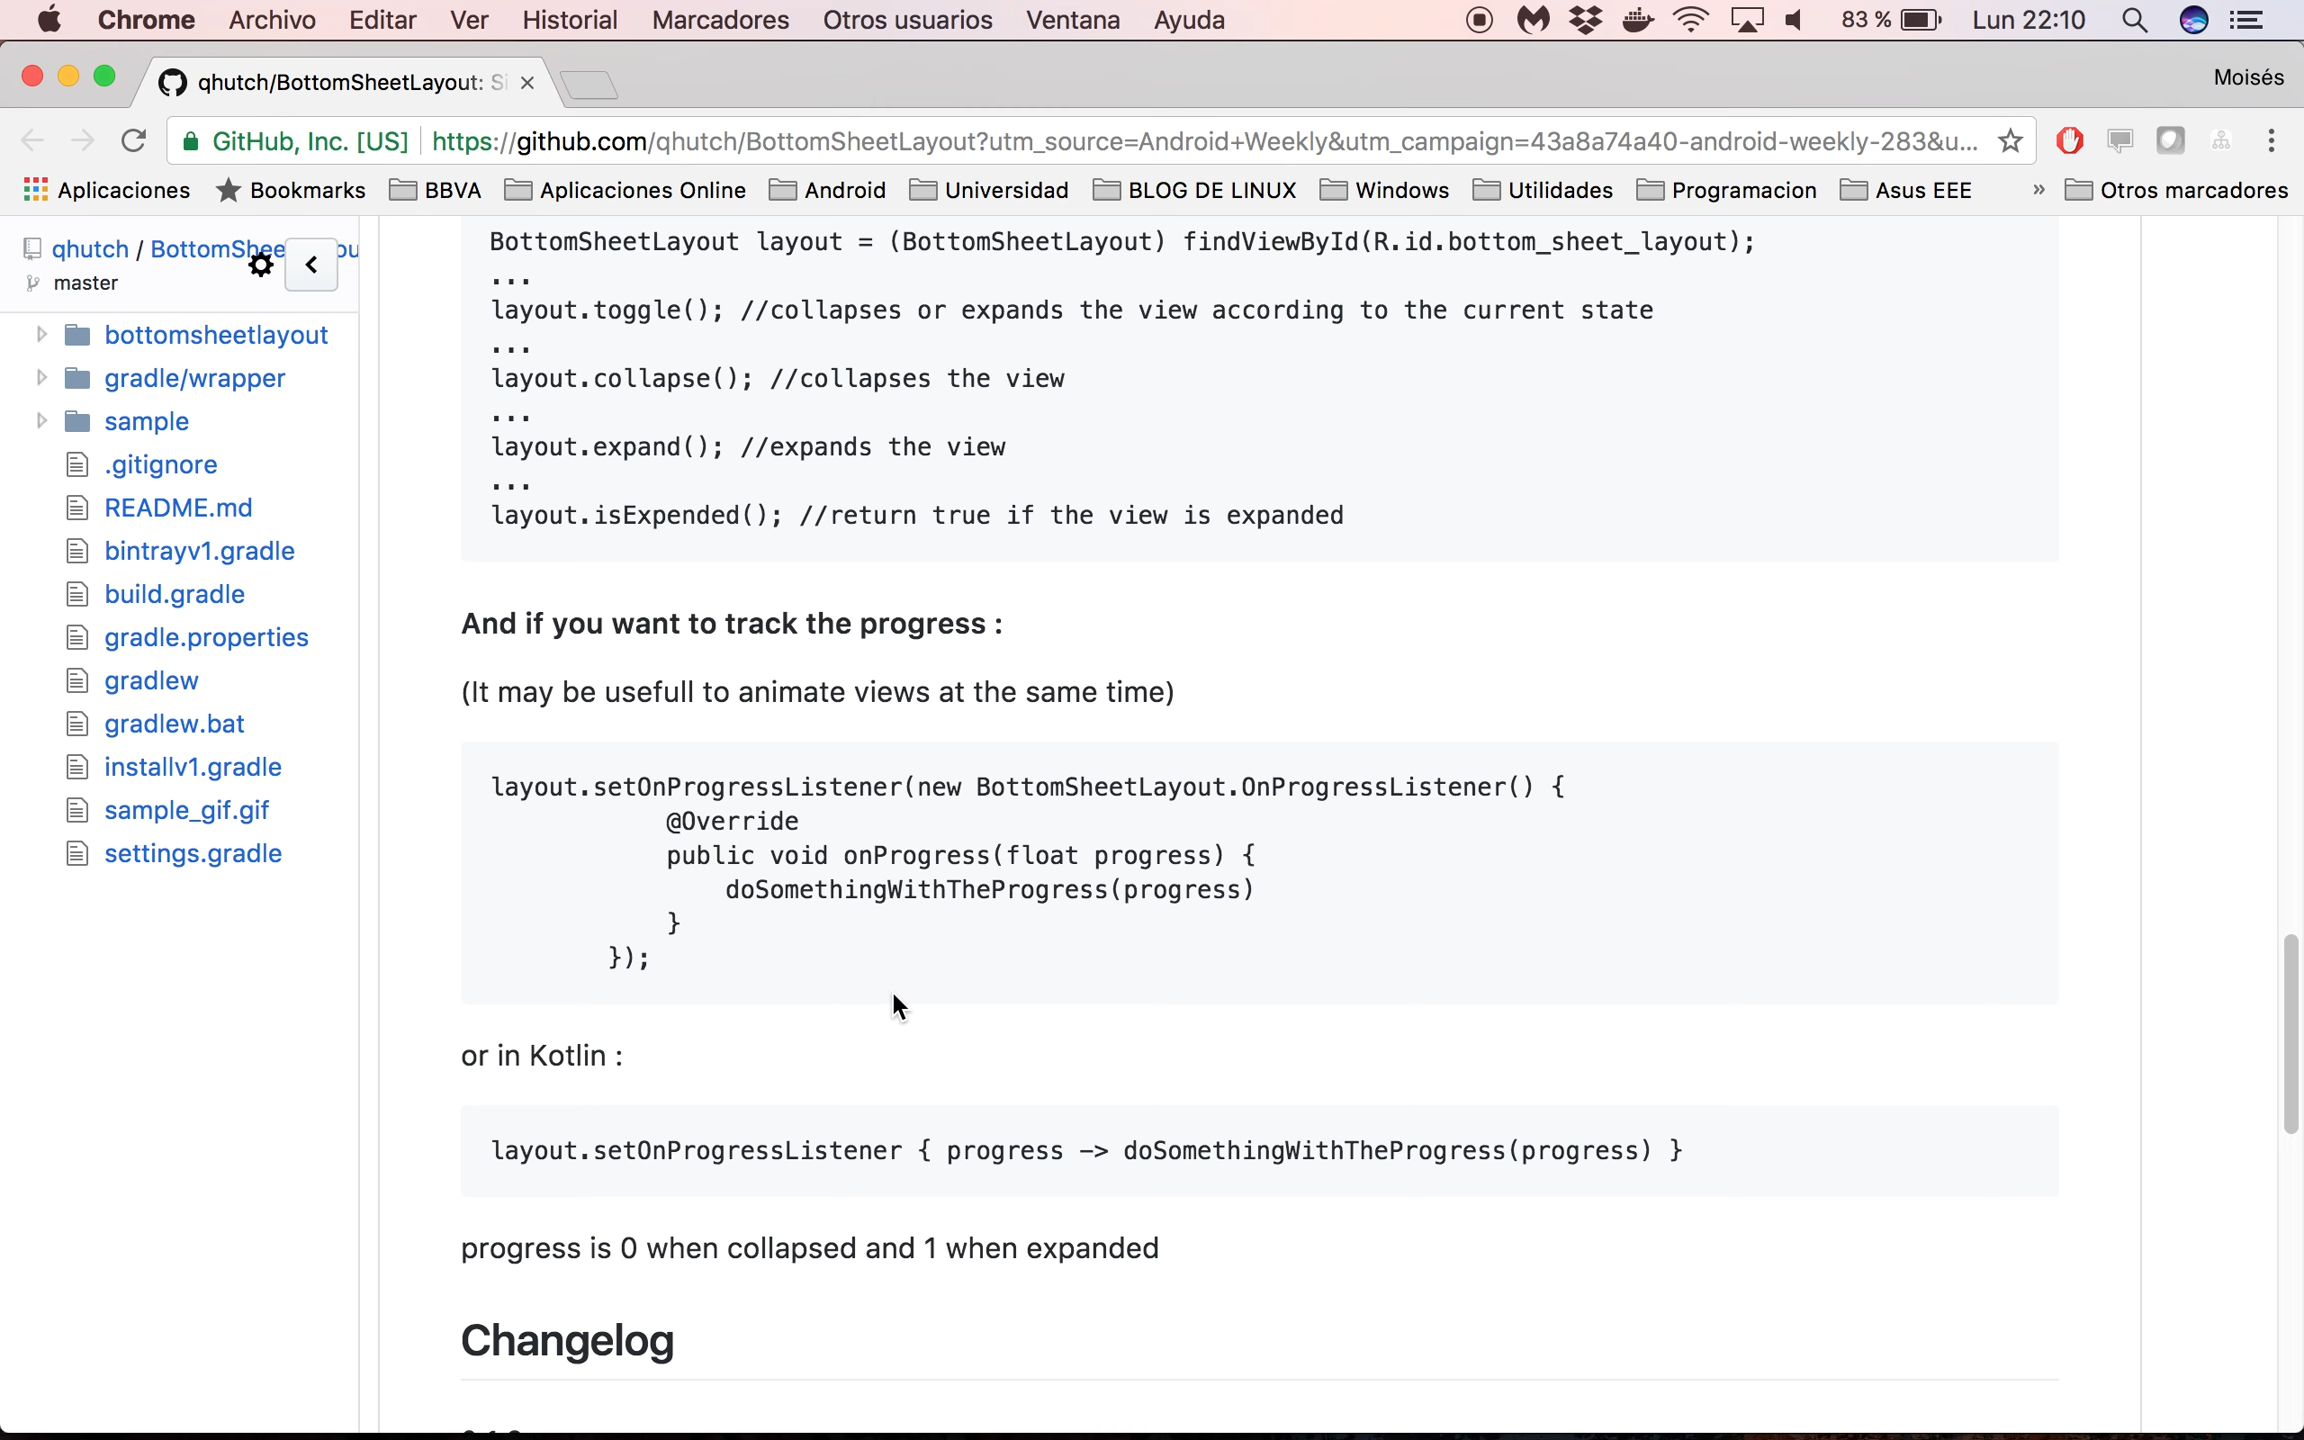 Chrome Archivo Editar Ver Historial Marcadores Otros usuarios Ventana Ayuda 83 % Lun 22:10
qhutch/BottomSheetLayout: Si Moisés
GitHub, Inc. [US] https://github.com/qhutch/BottomSheetLayout?utm_source=Android+Weekly&utm_campaign=43a8a74a40-android-weekly-283&u...
Aplicaciones Bookmarks BBVA Aplicaciones Online Android Universidad BLOG DE LINUX Windows Utilidades Programacion Asus EEE » Otros marcadores
qhutch / BottomShee
master
bottomsheetlayout
gradle/wrapper
sample
.gitignore
README.md
bintrayv1.gradle
build.gradle
gradle.properties
gradlew
gradlew.bat
installv1.gradle
sample_gif.gif
settings.gradle
BottomSheetLayout layout = (BottomSheetLayout) findViewById(R.id.bottom_sheet_layout);
...
layout.toggle(); //collapses or expands the view according to the current state
...
layout.collapse(); //collapses the view
...
layout.expand(); //expands the view
...
layout.isExpended(); //return true if the view is expanded
And if you want to track the progress :
(It may be usefull to animate views at the same time)
layout.setOnProgressListener(new BottomSheetLayout.OnProgressListener() {
@Override
public void onProgress(float progress) {
doSomethingWithTheProgress(progress)
}
});
or in Kotlin :
layout.setOnProgressListener { progress -> doSomethingWithTheProgress(progress) }
progress is 0 when collapsed and 1 when expanded
Changelog